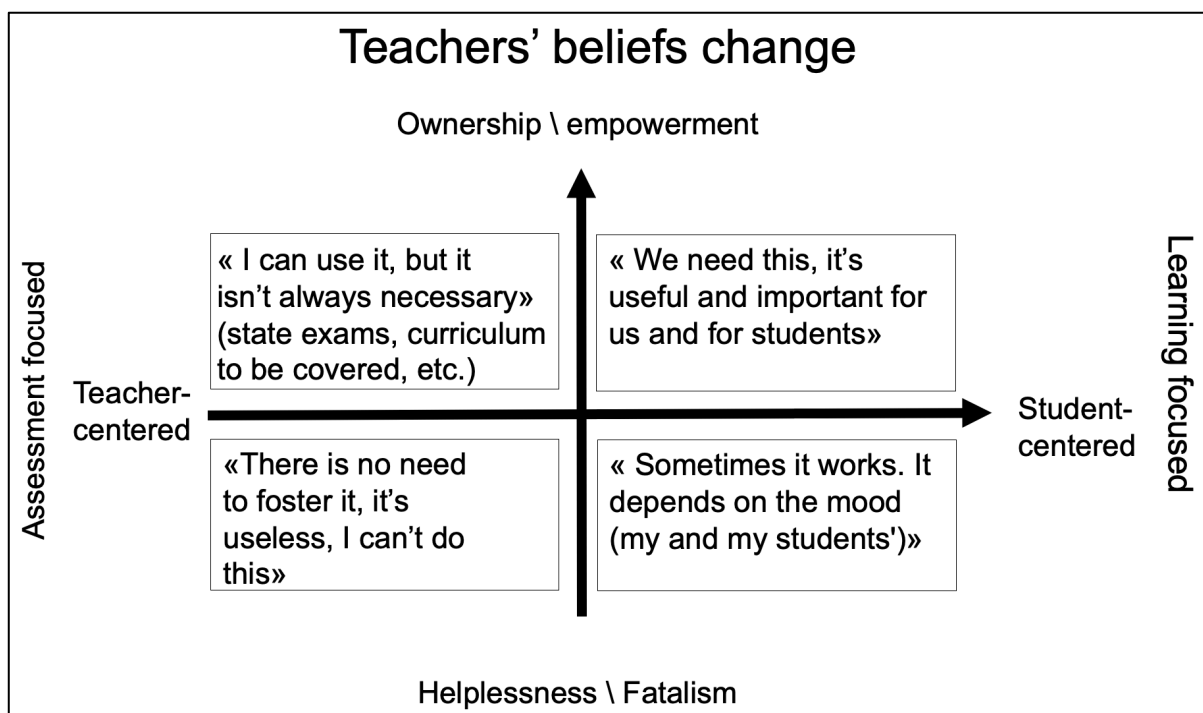 Teachers’ beliefs change
Ownership \ empowerment
« I can use it, but it
isn’t always necessary»
(state exams, curriculum
to be covered, etc.)
« We need this, it’s
useful and important for
us and for students»
Assessment focused
Teacher-
centered
Student-
centered
Learning focused
«There is no need
to foster it, it’s
useless, I can’t do
this»
« Sometimes it works. It
depends on the mood
(my and my students')»
Helplessness \ Fatalism